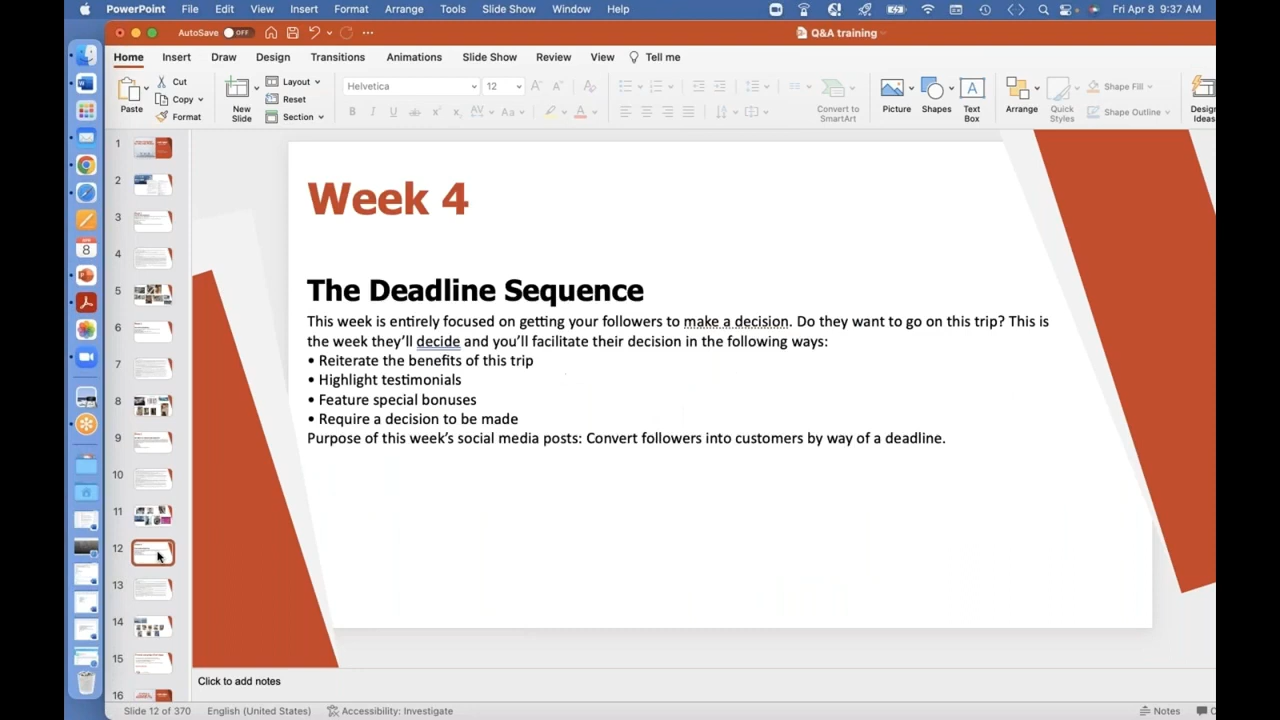 PowerPoint File Edit View Insert Format Arrange Tools Slide Show Window Help Fri Apr 8 9:37 AM
AutoSave OFF Q&A training
Home Insert Draw Design Transitions Animations Slide Show Review View Tell me
Paste Cut Copy Format
New Slide Layout Reset Section
Helvetica 12
Convert to SmartArt
Picture Shapes Text Box
Arrange Quick Styles Shape Fill Shape Outline
Design Ideas
1
2
3
4
5
6
7
8
9
10
11
12
13
14
15
16
APR
8
Week 4
The Deadline Sequence
This week is entirely focused on getting your followers to make a decision. Do they want to go on this trip? This is
the week they’ll decide and you’ll facilitate their decision in the following ways:
• Reiterate the benefits of this trip
• Highlight testimonials
• Feature special bonuses
• Require a decision to be made
Purpose of this week’s social media posts: Convert followers into customers by way of a deadline.
Click to add notes
Slide 12 of 370 English (United States) Accessibility: Investigate Notes